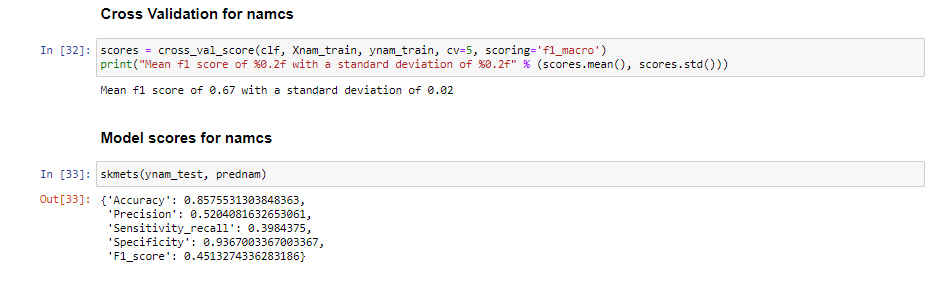 Cross Validation for namcs
In [32]: scores = cross_val_score(clf, Xnam_train, ynam_train, cv=5, scoring='f1_macro')
print("Mean f1 score of %0.2f with a standard deviation of %0.2f" % (scores.mean(), scores.std()))
Mean f1 score of 0.67 with a standard deviation of 0.02
Model scores for namcs
In [33]: skmets(ynam_test, prednam)
Out[33]: {'Accuracy': 0.8575531303848363,
'Precision': 0.5204081632653061,
'Sensitivity_recall': 0.3984375,
'Specificity': 0.9367003367003367,
'F1_score': 0.4513274336283186}